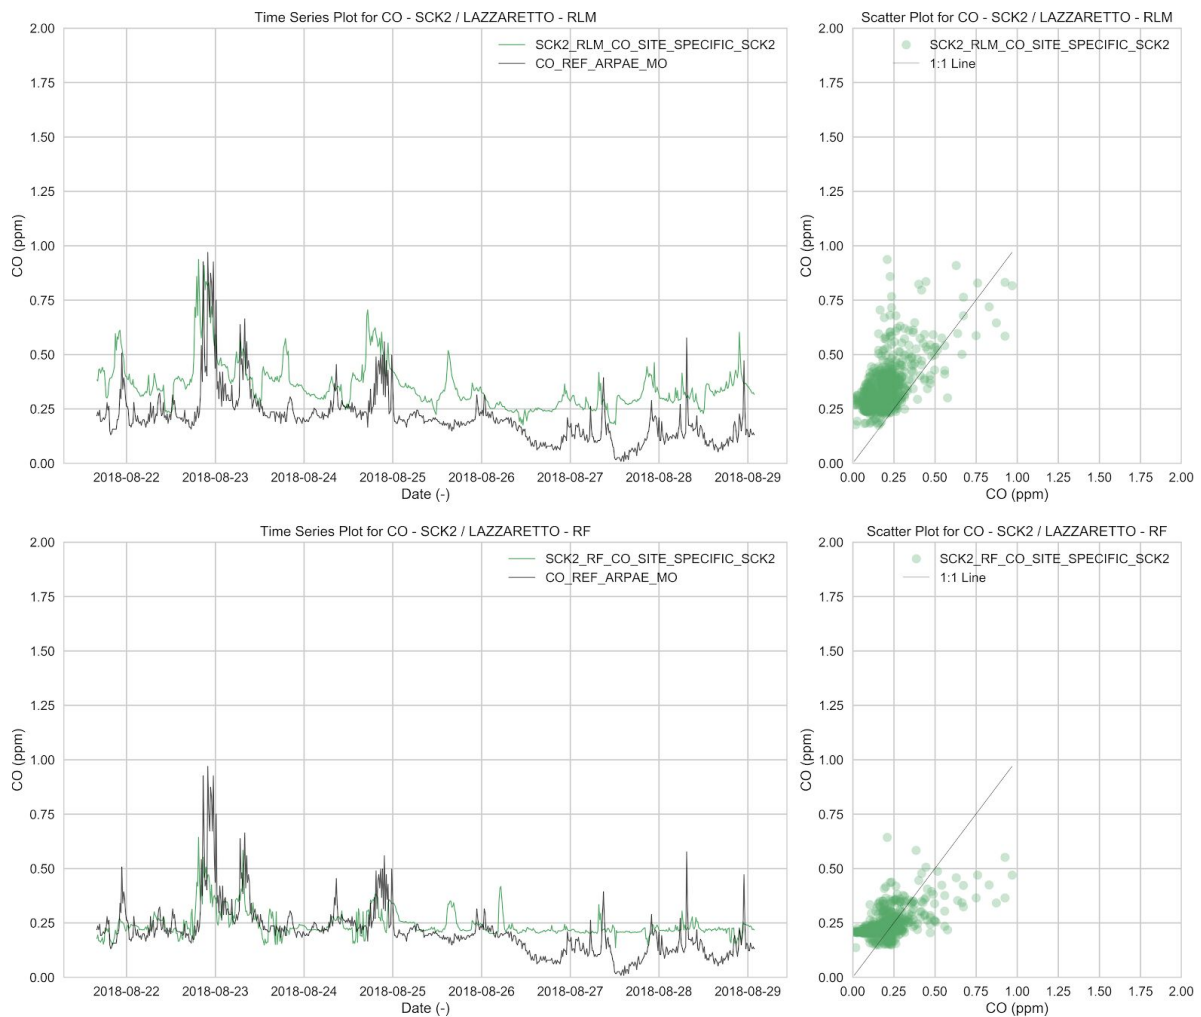 Time Series Plot for CO - SCK2 / LAZZARETTO - RLM
2.00
1.75
1.50
1.25
1.00
0.75
0.50
0.25
0.00
CO (ppm)
SCK2_RLM_CO_SITE_SPECIFIC_SCK2
CO_REF_ARPAE_MO
2018-08-22 2018-08-23 2018-08-24 2018-08-25 2018-08-26 2018-08-27 2018-08-28 2018-08-29
Date (-)
Scatter Plot for CO - SCK2 / LAZZARETTO - RLM
2.00
1.75
1.50
1.25
1.00
0.75
0.50
0.25
0.00
CO (ppm)
SCK2_RLM_CO_SITE_SPECIFIC_SCK2
1:1 Line
0.00 0.25 0.50 0.75 1.00 1.25 1.50 1.75 2.00
CO (ppm)
Time Series Plot for CO - SCK2 / LAZZARETTO - RF
2.00
1.75
1.50
1.25
1.00
0.75
0.50
0.25
0.00
CO (ppm)
SCK2_RF_CO_SITE_SPECIFIC_SCK2
CO_REF_ARPAE_MO
2018-08-22 2018-08-23 2018-08-24 2018-08-25 2018-08-26 2018-08-27 2018-08-28 2018-08-29
Date (-)
Scatter Plot for CO - SCK2 / LAZZARETTO - RF
2.00
1.75
1.50
1.25
1.00
0.75
0.50
0.25
0.00
CO (ppm)
SCK2_RF_CO_SITE_SPECIFIC_SCK2
1:1 Line
0.00 0.25 0.50 0.75 1.00 1.25 1.50 1.75 2.00
CO (ppm)